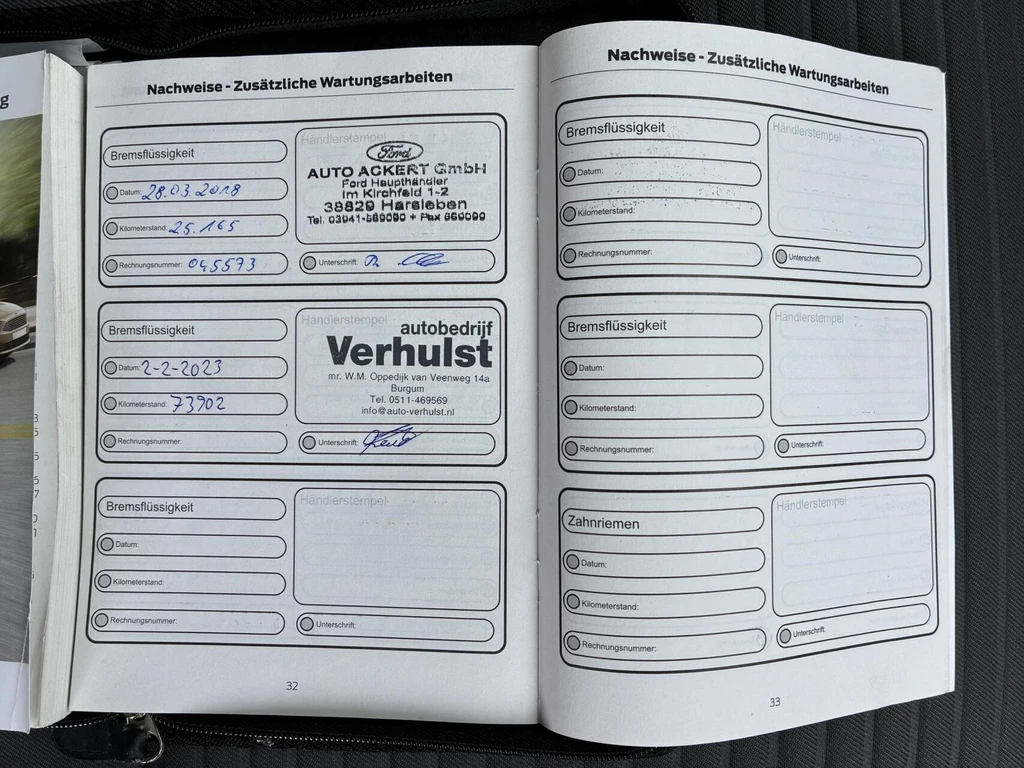 Nachweise - Zusätzliche Wartungsarbeiten
Bremsflüssigkeit
Datum: 28.03.2018
Kilometerstand: 25.165
Rechnungsnummer: 045573
Händlerstempel
Ford
AUTO ACKERT GmbH
Ford Haupthändler
Im Kirchfeld 1-2
38829 Harsleben
Tel. 03941-569090 + Fax 569090
Unterschrift:
Bremsflüssigkeit
Datum: 2-2-2023
Kilometerstand: 73902
Rechnungsnummer:
Händlerstempel
autobedrijf
Verhulst
mr. W.M. Oppedijk van Veenweg 14a
Burgum
Tel. 0511-469569
info@auto-verhulst.nl
Unterschrift:
Bremsflüssigkeit
Datum:
Kilometerstand:
Rechnungsnummer:
Händlerstempel
Unterschrift:
32
Nachweise - Zusätzliche Wartungsarbeiten
Bremsflüssigkeit
Datum:
Kilometerstand:
Rechnungsnummer:
Händlerstempel
Unterschrift:
Bremsflüssigkeit
Datum:
Kilometerstand:
Rechnungsnummer:
Händlerstempel
Unterschrift:
Zahnriemen
Datum:
Kilometerstand:
Rechnungsnummer:
Händlerstempel
Unterschrift:
33